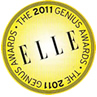 • THE 2011 GENIUS AWARDS • THE 2011 GENIUS AWARDS
ELLE